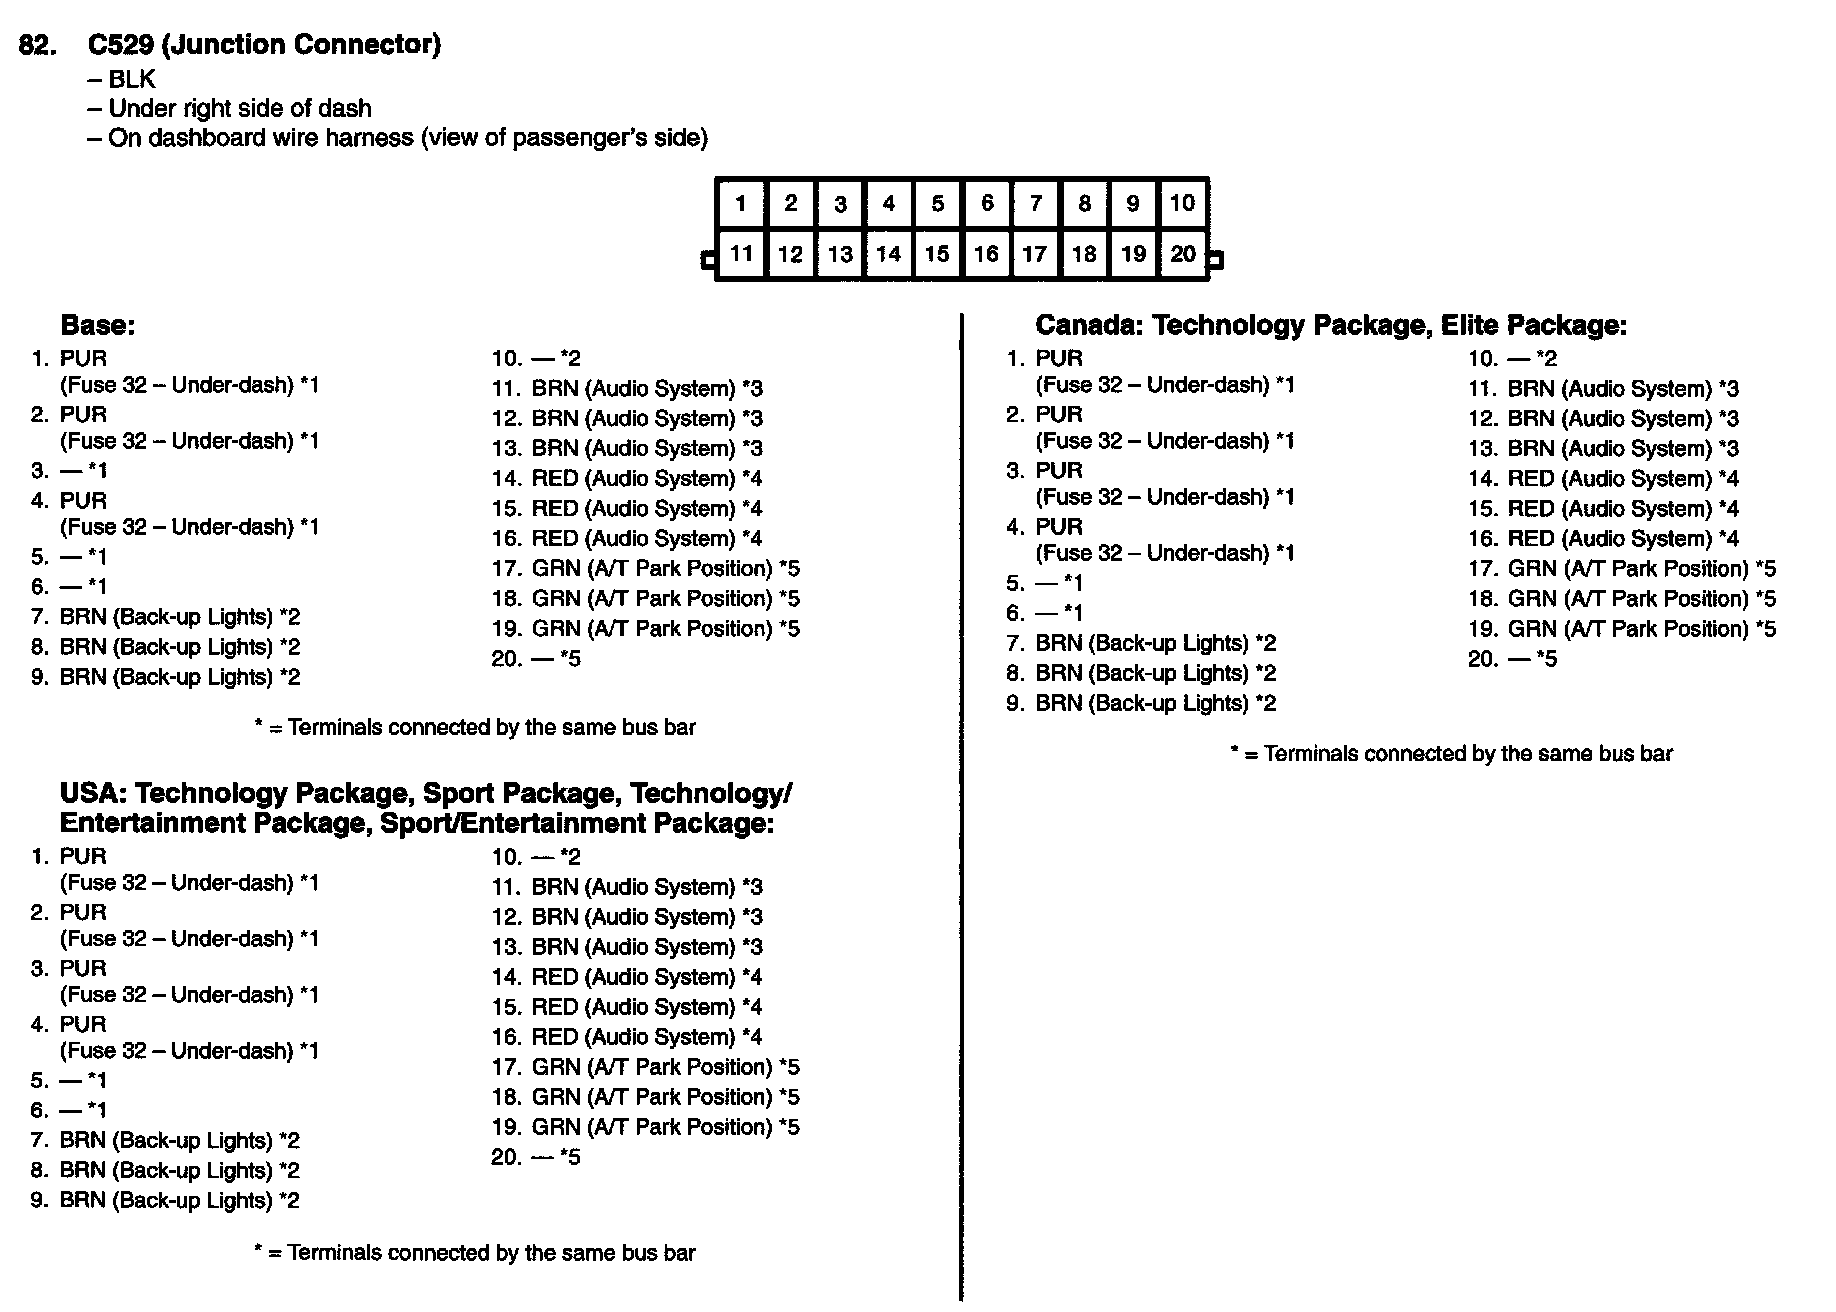 82. C529 (Junction Connector)
– BLK
– Under right side of dash
– On dashboard wire harness (view of passenger's side)
1 2 3 4 5 6 7 8 9 10
11 12 13 14 15 16 17 18 19 20
Base:
1. PUR
(Fuse 32 – Under-dash) *1
2. PUR
(Fuse 32 – Under-dash) *1
3. — *1
4. PUR
(Fuse 32 – Under-dash) *1
5. — *1
6. — *1
7. BRN (Back-up Lights) *2
8. BRN (Back-up Lights) *2
9. BRN (Back-up Lights) *2
10. — *2
11. BRN (Audio System) *3
12. BRN (Audio System) *3
13. BRN (Audio System) *3
14. RED (Audio System) *4
15. RED (Audio System) *4
16. RED (Audio System) *4
17. GRN (A/T Park Position) *5
18. GRN (A/T Park Position) *5
19. GRN (A/T Park Position) *5
20. — *5
* = Terminals connected by the same bus bar
USA: Technology Package, Sport Package, Technology/
Entertainment Package, Sport/Entertainment Package:
1. PUR
(Fuse 32 – Under-dash) *1
2. PUR
(Fuse 32 – Under-dash) *1
3. PUR
(Fuse 32 – Under-dash) *1
4. PUR
(Fuse 32 – Under-dash) *1
5. — *1
6. — *1
7. BRN (Back-up Lights) *2
8. BRN (Back-up Lights) *2
9. BRN (Back-up Lights) *2
10. — *2
11. BRN (Audio System) *3
12. BRN (Audio System) *3
13. BRN (Audio System) *3
14. RED (Audio System) *4
15. RED (Audio System) *4
16. RED (Audio System) *4
17. GRN (A/T Park Position) *5
18. GRN (A/T Park Position) *5
19. GRN (A/T Park Position) *5
20. — *5
* = Terminals connected by the same bus bar
Canada: Technology Package, Elite Package:
1. PUR
(Fuse 32 – Under-dash) *1
2. PUR
(Fuse 32 – Under-dash) *1
3. PUR
(Fuse 32 – Under-dash) *1
4. PUR
(Fuse 32 – Under-dash) *1
5. — *1
6. — *1
7. BRN (Back-up Lights) *2
8. BRN (Back-up Lights) *2
9. BRN (Back-up Lights) *2
10. — *2
11. BRN (Audio System) *3
12. BRN (Audio System) *3
13. BRN (Audio System) *3
14. RED (Audio System) *4
15. RED (Audio System) *4
16. RED (Audio System) *4
17. GRN (A/T Park Position) *5
18. GRN (A/T Park Position) *5
19. GRN (A/T Park Position) *5
20. — *5
* = Terminals connected by the same bus bar